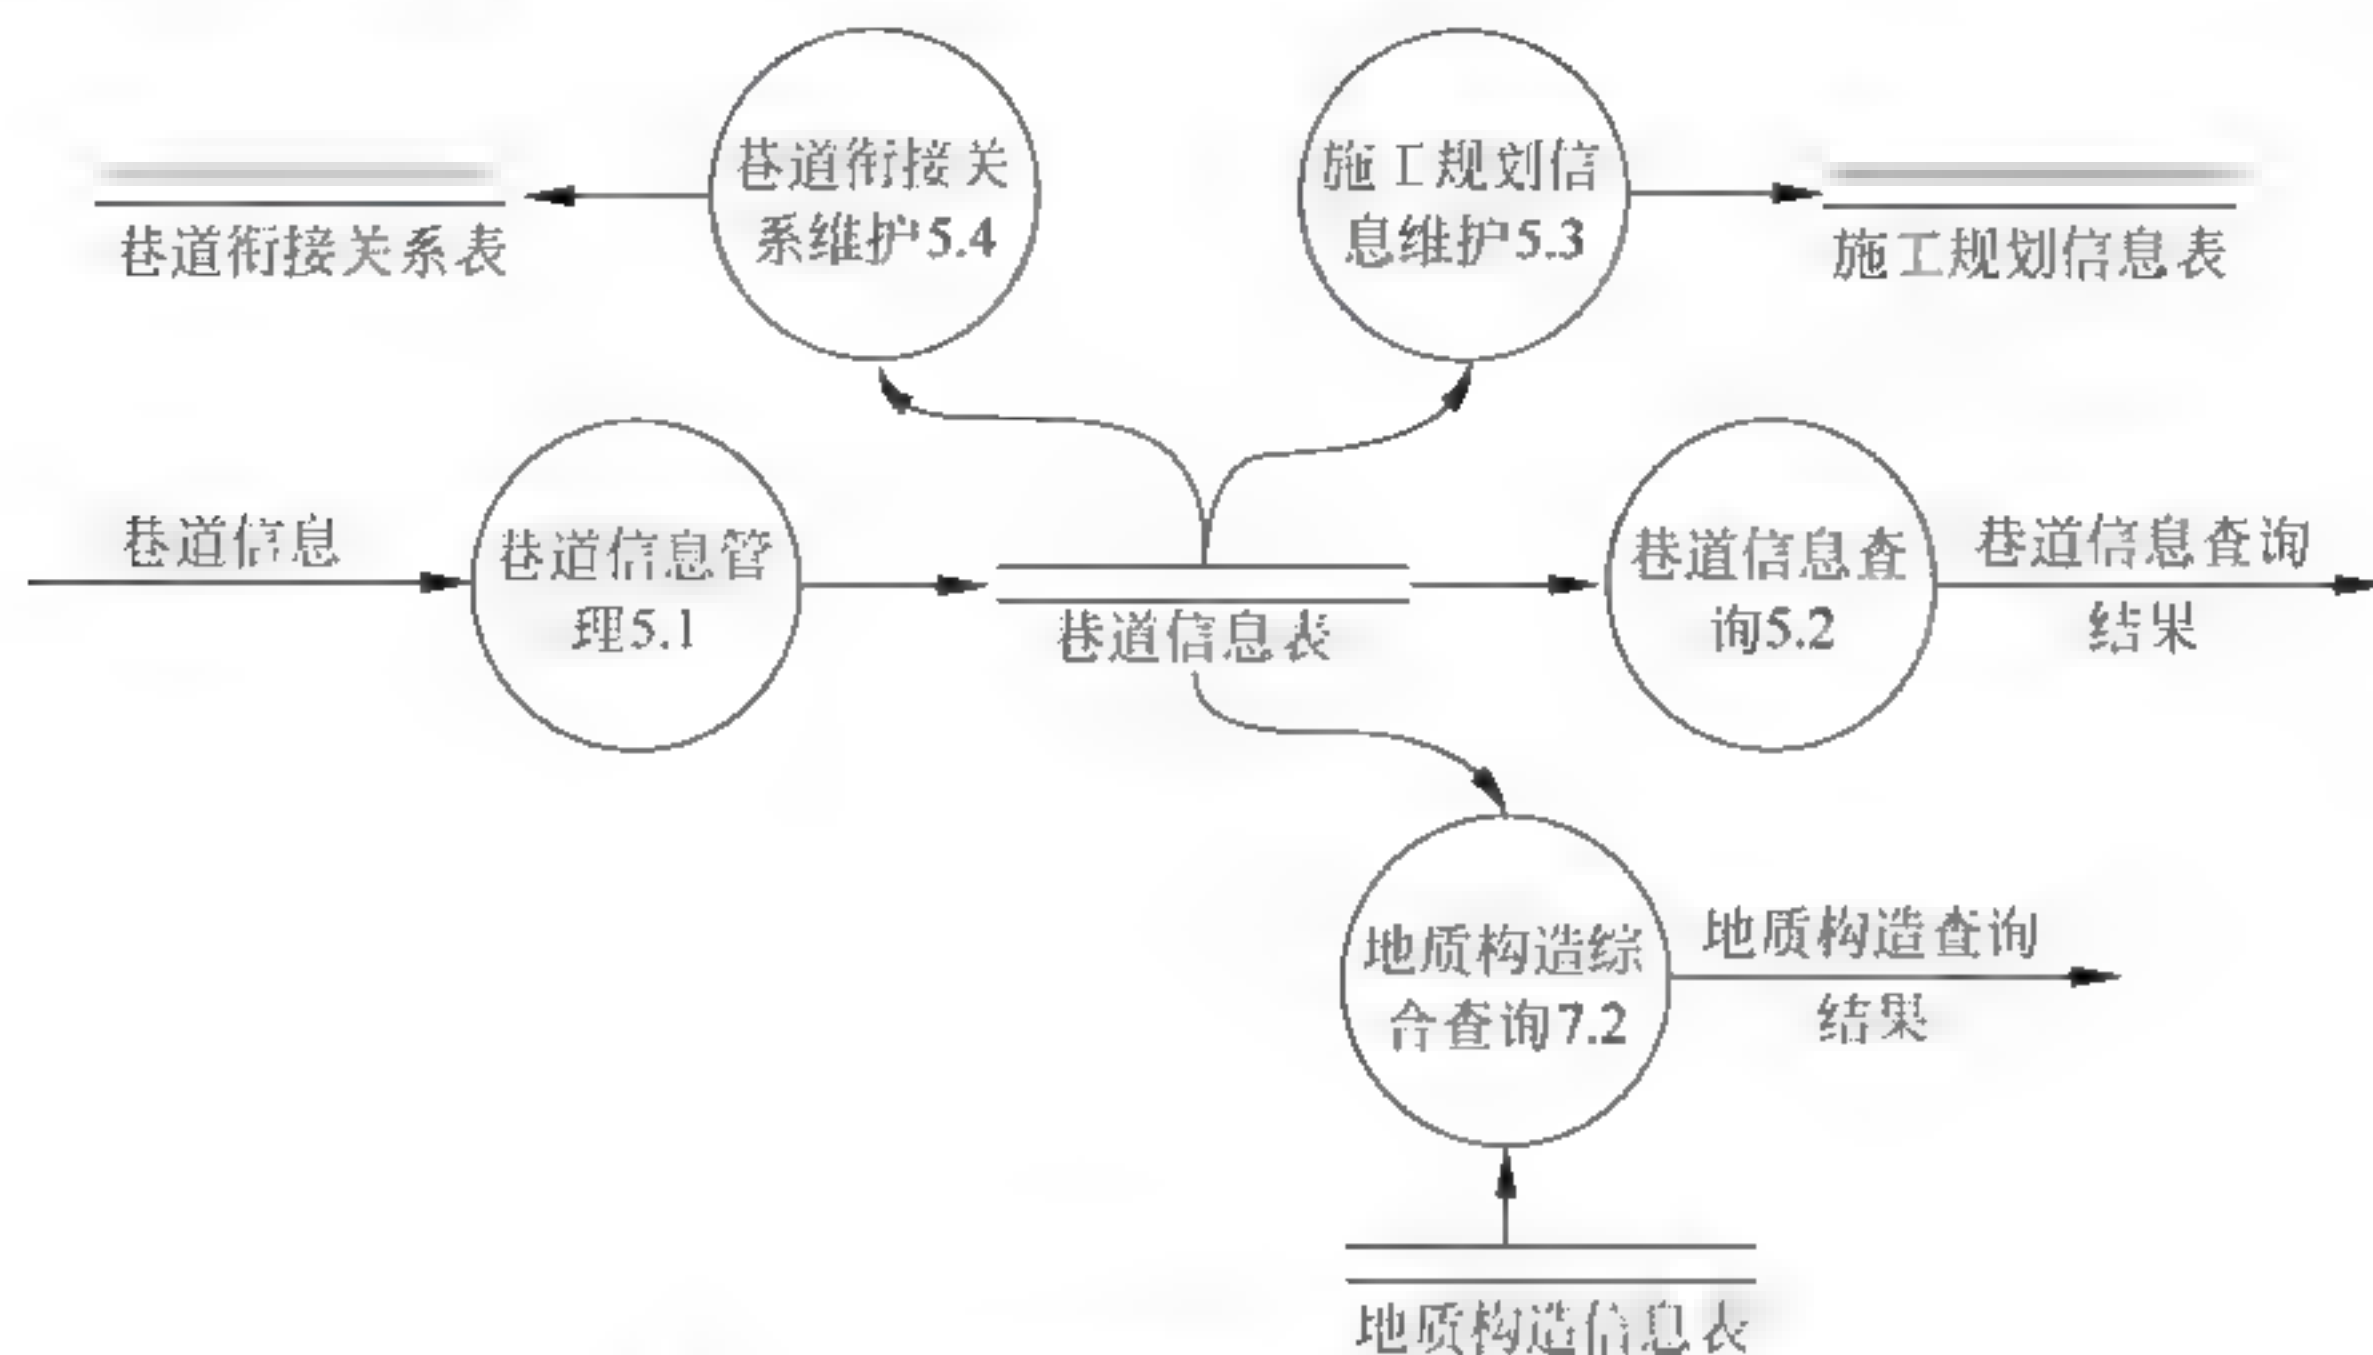 巷道衔接关
系维护5.4
施工规划信
息维护5.3
巷道衔接关系表
施工规划信息表
巷道信息
巷道信息管
理5.1
巷道信息表
巷道信息查
询5.2
巷道信息查询
结果
地质构造综
合查询7.2
地质构造查询
结果
地质构造信息表